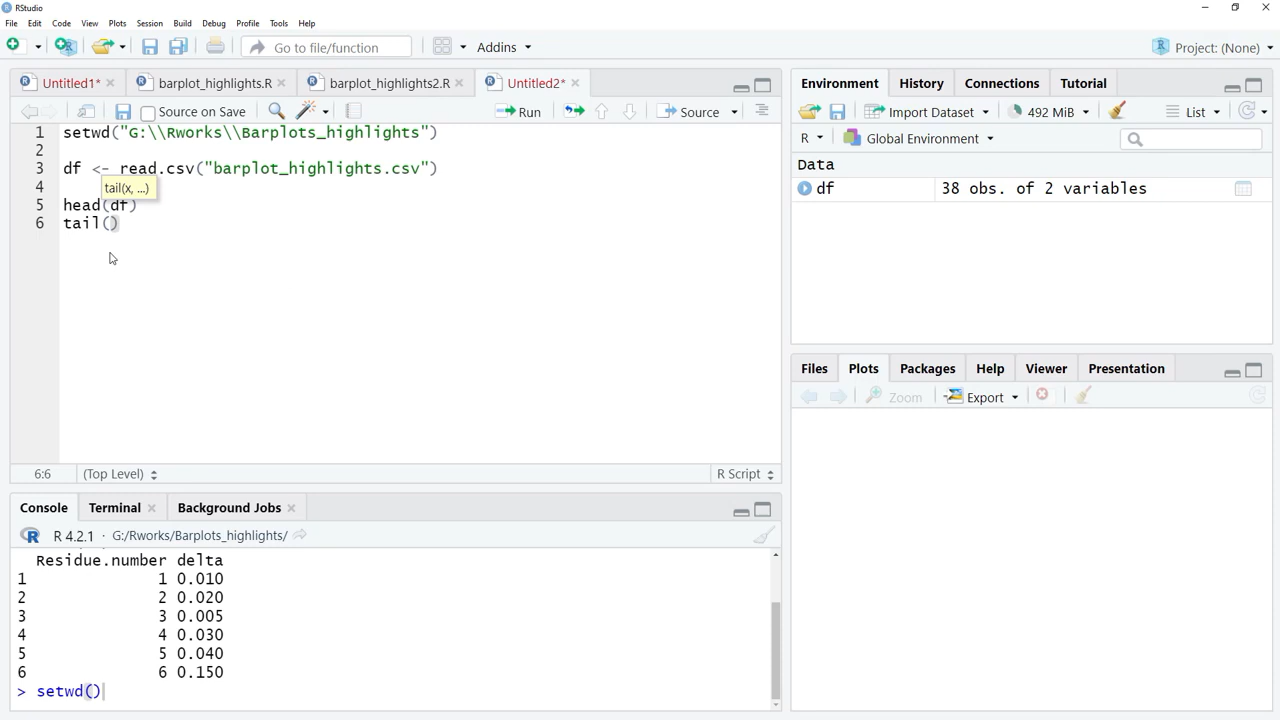 RStudio
File Edit Code View Plots Session Build Debug Profile Tools Help
Go to file/function Addins Project: (None)
Untitled1* barplot_highlights.R barplot_highlights2.R Untitled2*
Source on Save Run Source
1 setwd("G:\\Rworks\\Barplots_highlights")
2
3 df <- read.csv("barplot_highlights.csv")
4 tail(x, ...)
5 head(df)
6 tail()
6:6 (Top Level) R Script
Console Terminal Background Jobs
R 4.2.1 · G:/Rworks/Barplots_highlights/
Residue.number delta
1 1 0.010
2 2 0.020
3 3 0.005
4 4 0.030
5 5 0.040
6 6 0.150
> setwd()
Environment History Connections Tutorial
Import Dataset 492 MiB List
R Global Environment
Data
df 38 obs. of 2 variables
Files Plots Packages Help Viewer Presentation
Zoom Export